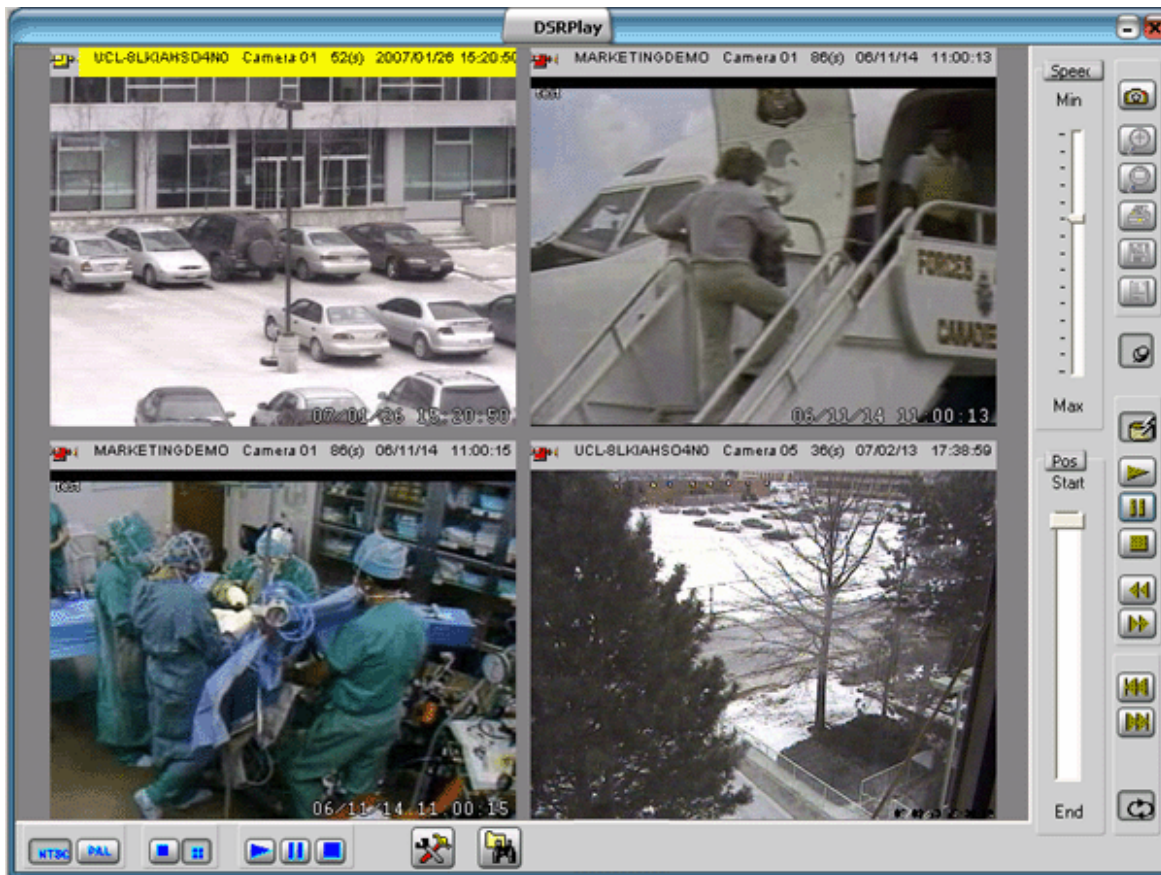 DSRPlay
UCL-8LKIAHSO4N0 Camera 01 52(s) 2007/01/26 15:20:50
MARKETINGDEMO Camera 01 86(s) 06/11/14 11:00:13
Speed
Min
test
FORCES
CANADIE
07/01/26 15:20:50
06/11/14 11:00:13
Max
MARKETINGDEMO Camera 01 86(s) 06/11/14 11:00:15
UCL-8LKIAHSO4N0 Camera 05 36(s) 07/02/13 17:38:59
Pos
Start
test
06/11/14 11:00:15
End
NTSC PAL